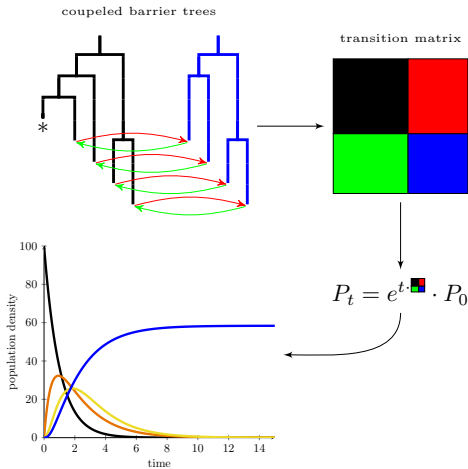 coupeled barrier trees
transition matrix
*
P_t = e^{t·} · P_0
100
80
60
40
20
0
population density
0 2 4 6 8 10 12 14
time